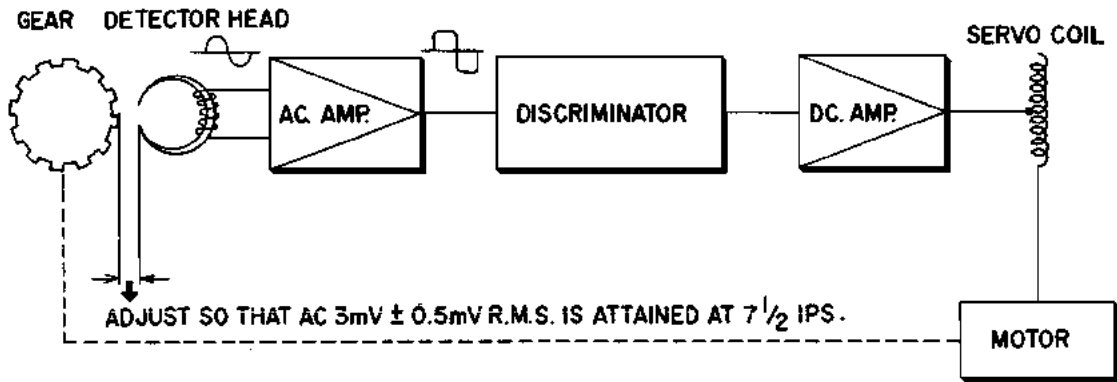 GEAR DETECTOR HEAD
SERVO COIL
AC. AMP.
DISCRIMINATOR
DC. AMP.
ADJUST SO THAT AC 3mV ± 0.5mV R.M.S. IS ATTAINED AT 7 1/2 IPS.
MOTOR